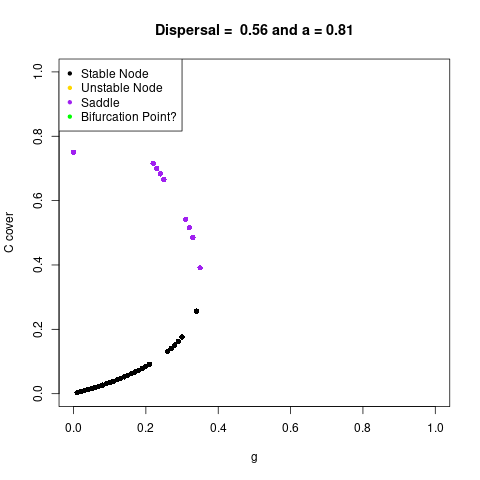 Dispersal =  0.56 and a = 0.81
Stable Node
Unstable Node
Saddle
Bifurcation Point?
C cover
1.0
0.8
0.6
0.4
0.2
0.0
0.0 0.2 0.4 0.6 0.8 1.0
g